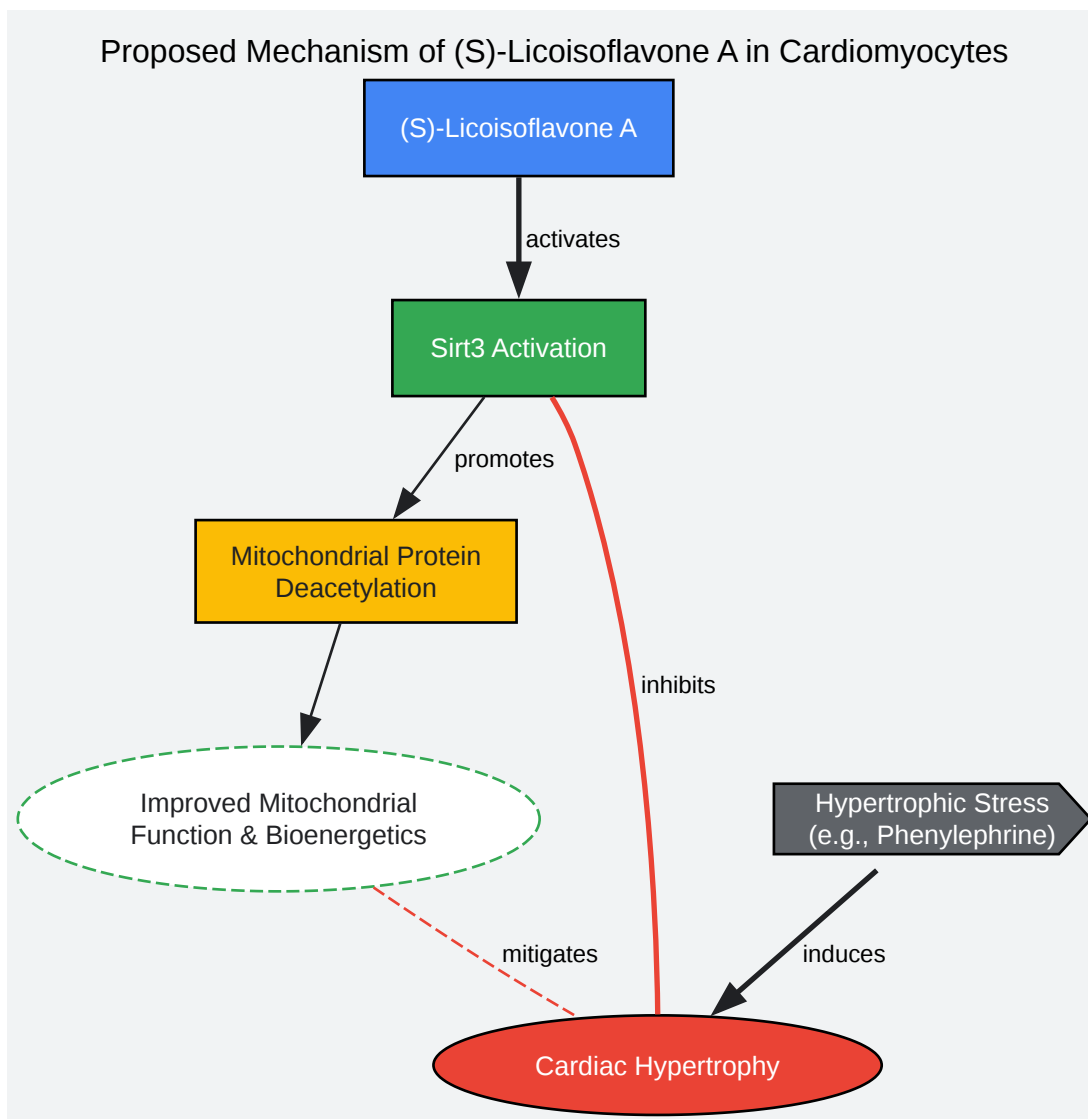 Proposed Mechanism of (S)-Licoisoflavone A in Cardiomyocytes
(S)-Licoisoflavone A
activates
Sirt3 Activation
promotes
Mitochondrial Protein
Deacetylation
inhibits
Improved Mitochondrial
Function & Bioenergetics
Hypertrophic Stress
(e.g., Phenylephrine)
mitigates
induces
Cardiac Hypertrophy